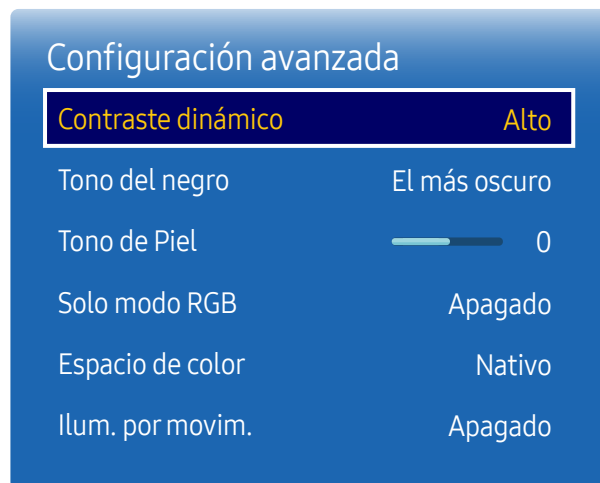 Configuración avanzada
Contraste dinámico Alto
Tono del negro El más oscuro
Tono de Piel 0
Solo modo RGB Apagado
Espacio de color Nativo
Ilum. por movim. Apagado